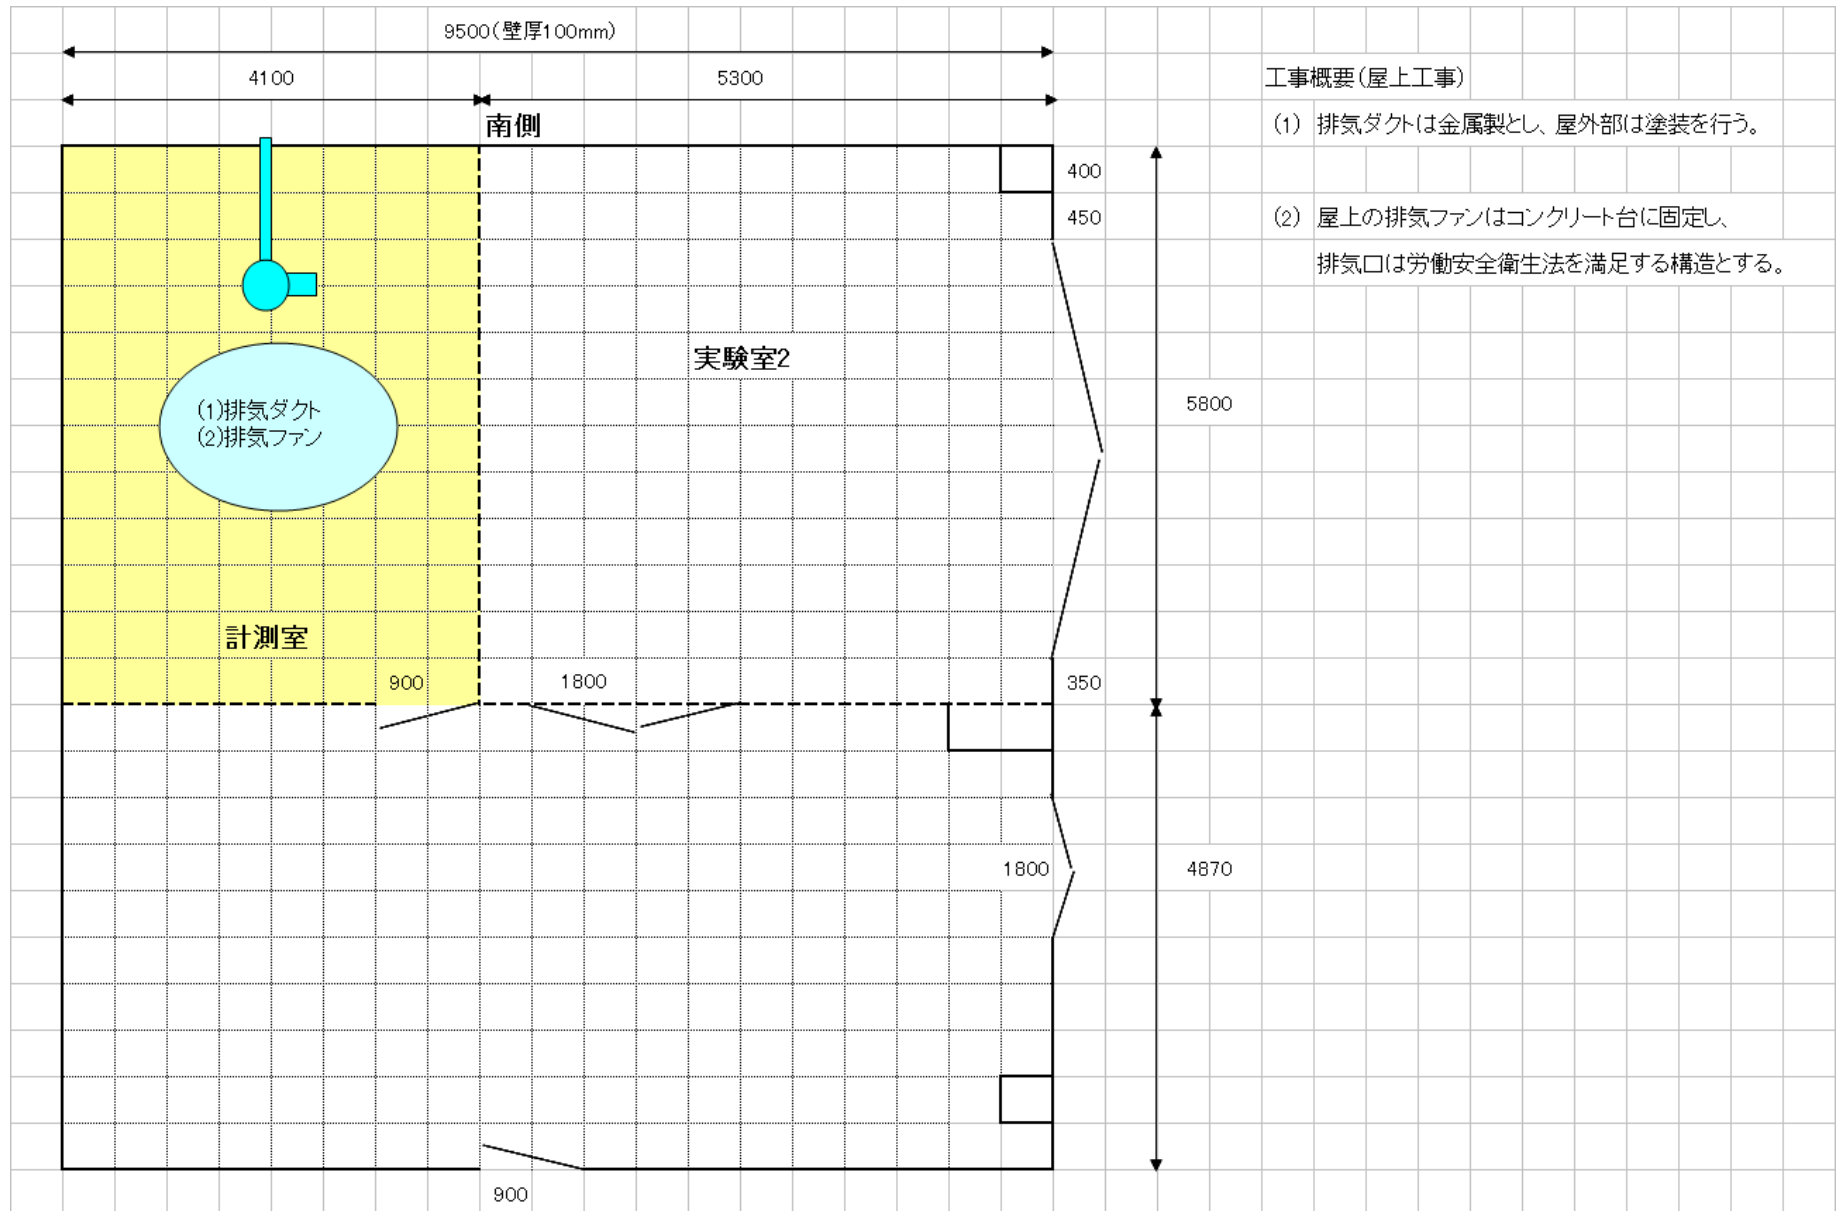 9500(壁厚100mm)
4100
5300
工事概要(屋上工事)
南側
(1) 排気ダクトは金属製とし、屋外部は塗装を行う。
400
450
(2) 屋上の排気ファンはコンクリート台に固定し、
排気口は労働安全衛生法を満足する構造とする。
実験室2
5800
(1)排気ダクト
(2)排気ファン
計測室
900
1800
350
1800
4870
900